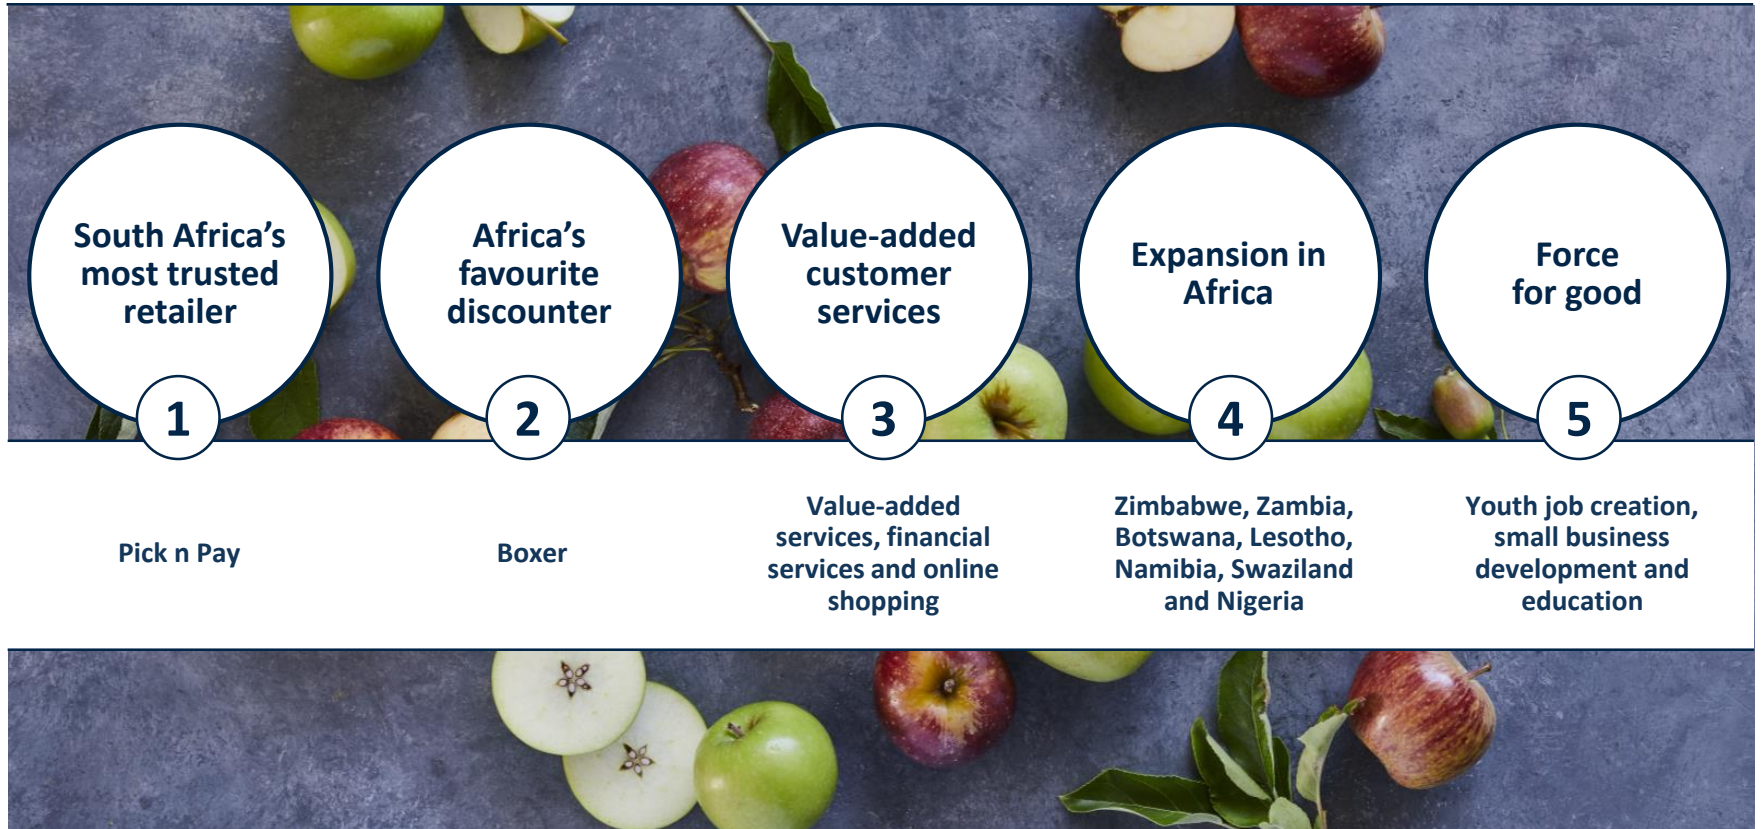 South Africa’s
most trusted
retailer
1
Pick n Pay
Africa’s
favourite
discounter
2
Boxer
Value-added
customer
services
3
Value-added
services, financial
services and online
shopping
Expansion in
Africa
4
Zimbabwe, Zambia,
Botswana, Lesotho,
Namibia, Swaziland
and Nigeria
Force
for good
5
Youth job creation,
small business
development and
education